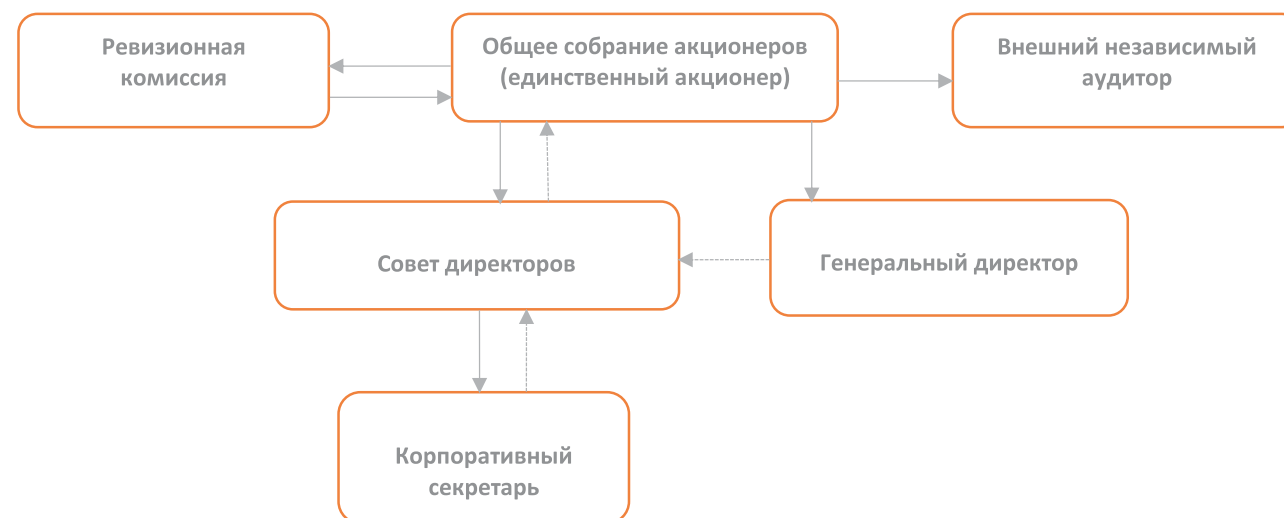 Ревизионная
комиссия
Общее собрание акционеров
(единственный акционер)
Внешний независимый
аудитор
Совет директоров
Генеральный директор
Корпоративный
секретарь